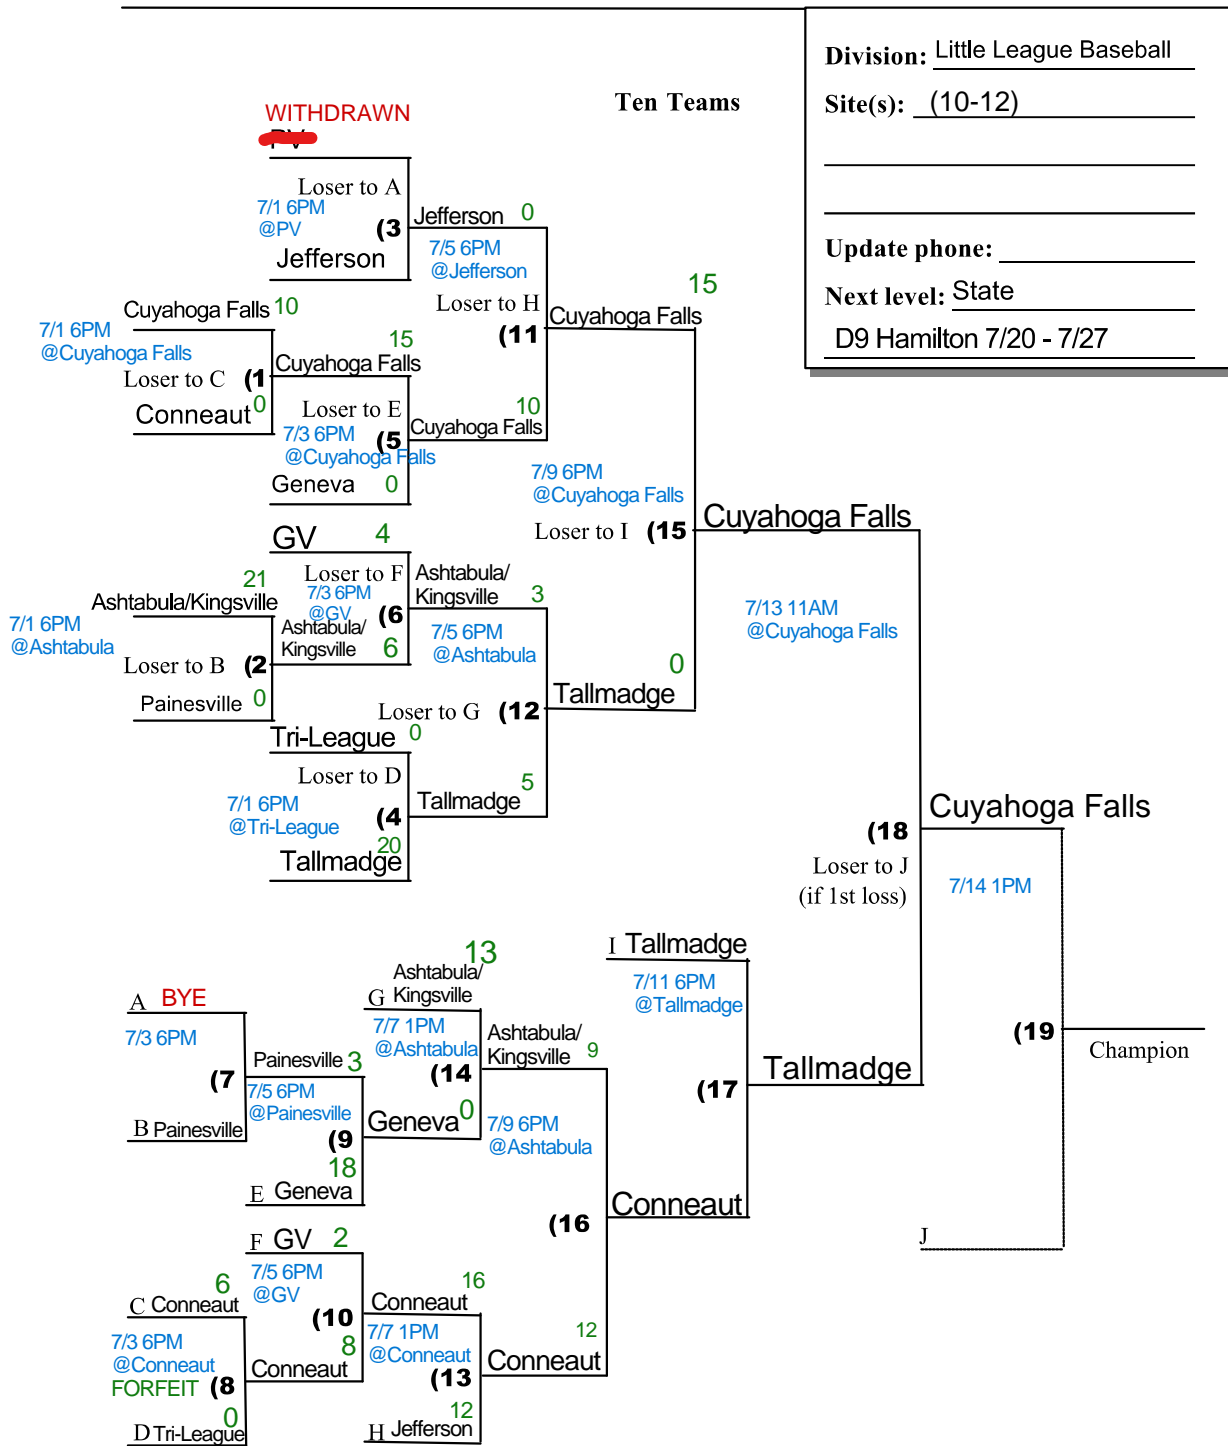 Division: Little League Baseball
Site(s): (10-12)
Update phone:
Next level: State
D9 Hamilton 7/20 - 7/27
Ten Teams
WITHDRAWN
PV
Loser to A
7/1 6PM
@PV
(3
Jefferson
Jefferson 0
7/5 6PM
@Jefferson
Loser to H
(11
Cuyahoga Falls 10
7/1 6PM
@Cuyahoga Falls
Loser to C (1
Conneaut 0
15
Cuyahoga Falls
Loser to E
7/3 6PM
@Cuyahoga Falls
(5
Geneva 0
10
Cuyahoga Falls
15
Cuyahoga Falls
7/9 6PM
@Cuyahoga Falls
Loser to I (15
Cuyahoga Falls
GV 4
Loser to F
7/3 6PM
@GV
(6
Ashtabula/
Kingsville 6
21
Ashtabula/Kingsville
7/1 6PM
@Ashtabula
Loser to B (2
Painesville 0
Ashtabula/
Kingsville 3
7/5 6PM
@Ashtabula
Loser to G (12
0
Tallmadge
Tri-League 0
Loser to D
7/1 6PM
@Tri-League
(4
20
Tallmadge
5
Tallmadge
7/13 11AM
@Cuyahoga Falls
(18
Loser to J
(if 1st loss)
Cuyahoga Falls
7/14 1PM
(19
Champion
J
I Tallmadge
7/11 6PM
@Tallmadge
(17
Tallmadge
A BYE
7/3 6PM
(7
B Painesville
Painesville 3
7/5 6PM
@Painesville
(9
18
E Geneva
13
Ashtabula/
G Kingsville
7/7 1PM
@Ashtabula
(14
Geneva 0
Ashtabula/
Kingsville 9
7/9 6PM
@Ashtabula
(16
Conneaut
F GV 2
7/5 6PM
@GV
(10
8
Conneaut
6
C Conneaut
7/3 6PM
@Conneaut
FORFEIT (8
0
D Tri-League
16
Conneaut
7/7 1PM
@Conneaut
(13
12
H Jefferson
12
Conneaut